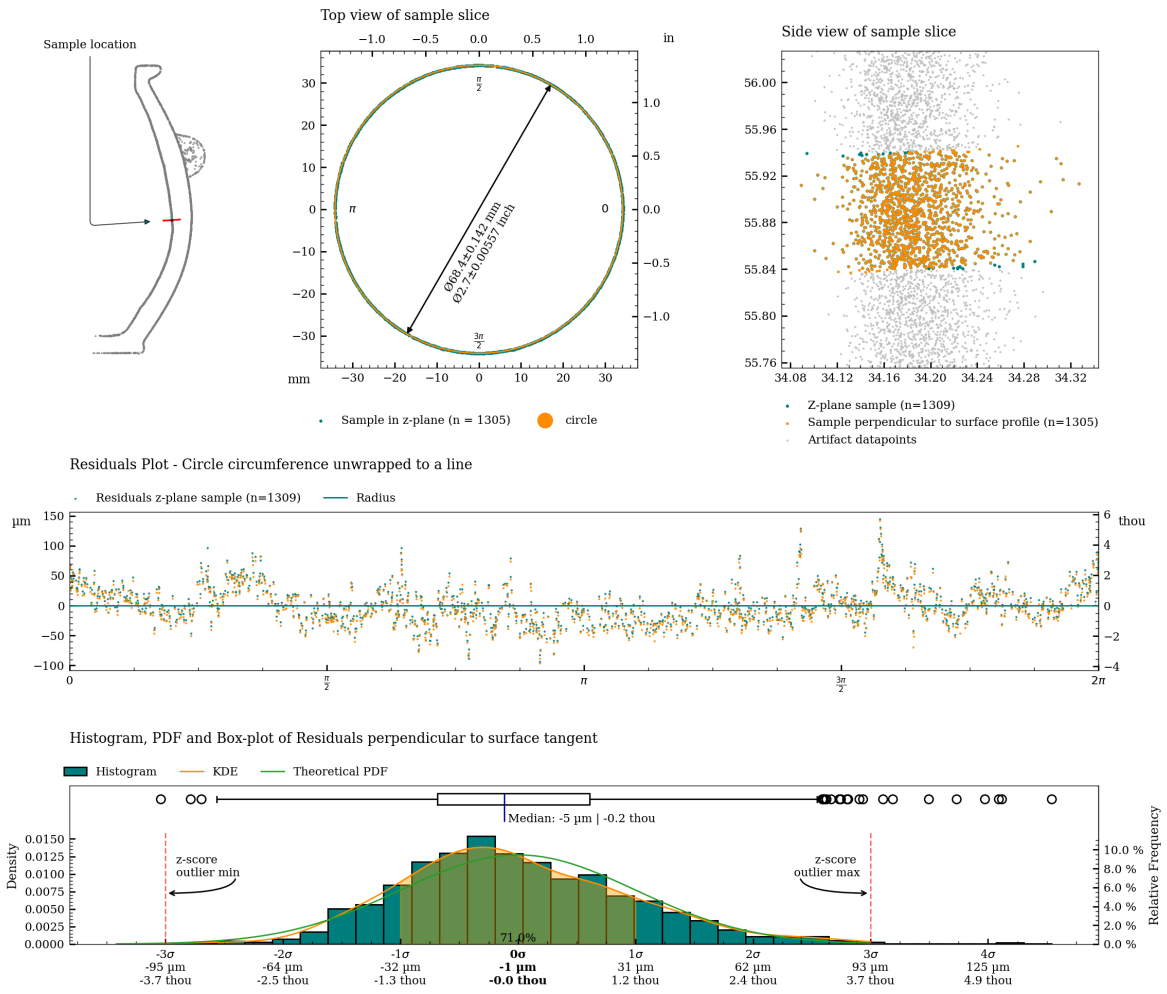 Sample location
Top view of sample slice
−1.0 −0.5 0.0 0.5 1.0 in
30
20
10
0
−10
−20
−30
mm
−30 −20 −10 0 10 20 30
1.0
0.5
0.0
−0.5
−1.0
π/2
π
0
3π/2
Ø68.4±0.142 mm
Ø2.7±0.00557 inch
Sample in z-plane (n = 1305) circle
Side view of sample slice
56.00
55.96
55.92
55.88
55.84
55.80
55.76
34.08 34.12 34.16 34.20 34.24 34.28 34.32
Z-plane sample (n=1309)
Sample perpendicular to surface profile (n=1305)
Artifact datapoints
Residuals Plot - Circle circumference unwrapped to a line
Residuals z-plane sample (n=1309) Radius
µm
150
100
50
0
−50
−100
thou
6
4
2
0
−2
−4
0 π/2 π 3π/2 2π
Histogram, PDF and Box-plot of Residuals perpendicular to surface tangent
Histogram KDE Theoretical PDF
Median: -5 µm | -0.2 thou
Density
0.0150
0.0125
0.0100
0.0075
0.0050
0.0025
0.0000
z-score
outlier min
z-score
outlier max
71.0%
10.0 %
8.0 %
6.0 %
4.0 %
2.0 %
0.0 %
Relative Frequency
-3σ -2σ -1σ 0σ 1σ 2σ 3σ 4σ
-95 µm -64 µm -32 µm -1 µm 31 µm 62 µm 93 µm 125 µm
-3.7 thou -2.5 thou -1.3 thou -0.0 thou 1.2 thou 2.4 thou 3.7 thou 4.9 thou